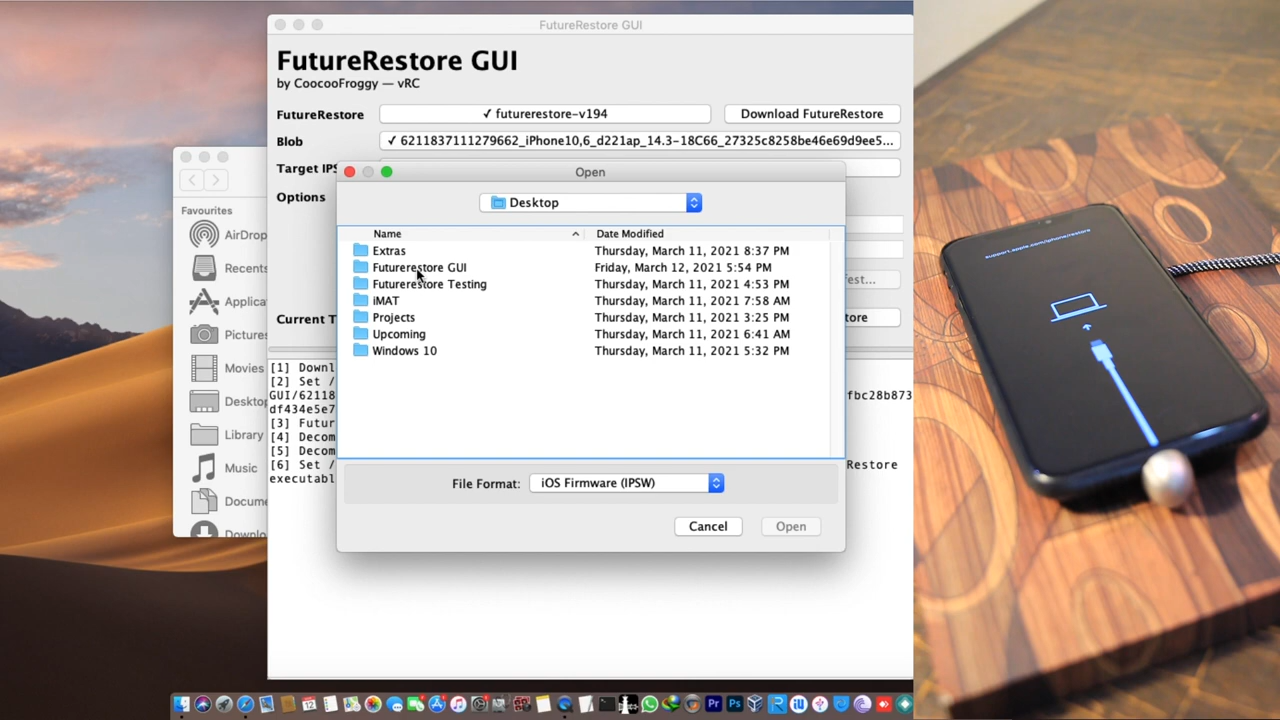 FutureRestore GUI
FutureRestore GUI
by CoocooFroggy — vRC
FutureRestore
✓ futurerestore-v194
Download FutureRestore
Blob
✓ 6211837111279662_iPhone10,6_d221ap_14.3-18C66_27325c8258be46e69d9ee5...
Target IPS
Options
Current T
Open
Desktop
Name
Date Modified
Extras
Thursday, March 11, 2021 8:37 PM
Futurerestore GUI
Friday, March 12, 2021 5:54 PM
Futurerestore Testing
Thursday, March 11, 2021 4:53 PM
iMAT
Thursday, March 11, 2021 7:58 AM
Projects
Thursday, March 11, 2021 3:25 PM
Upcoming
Thursday, March 11, 2021 6:41 AM
Windows 10
Thursday, March 11, 2021 5:32 PM
File Format:
iOS Firmware (IPSW)
Cancel
Open
Favourites
AirDrop
Recents
Applica
Pictures
Movies
Deskto
Library
Music
Docume
Downlo
est...
tore
[1] Downl
[2] Set /
GUI/62118
fbc28b873
df434e5e7
[3] Futur
[4] Decom
[5] Decom
[6] Set /
Restore
executabl
support.apple.com/iphone/restore
12
Pr
Ps